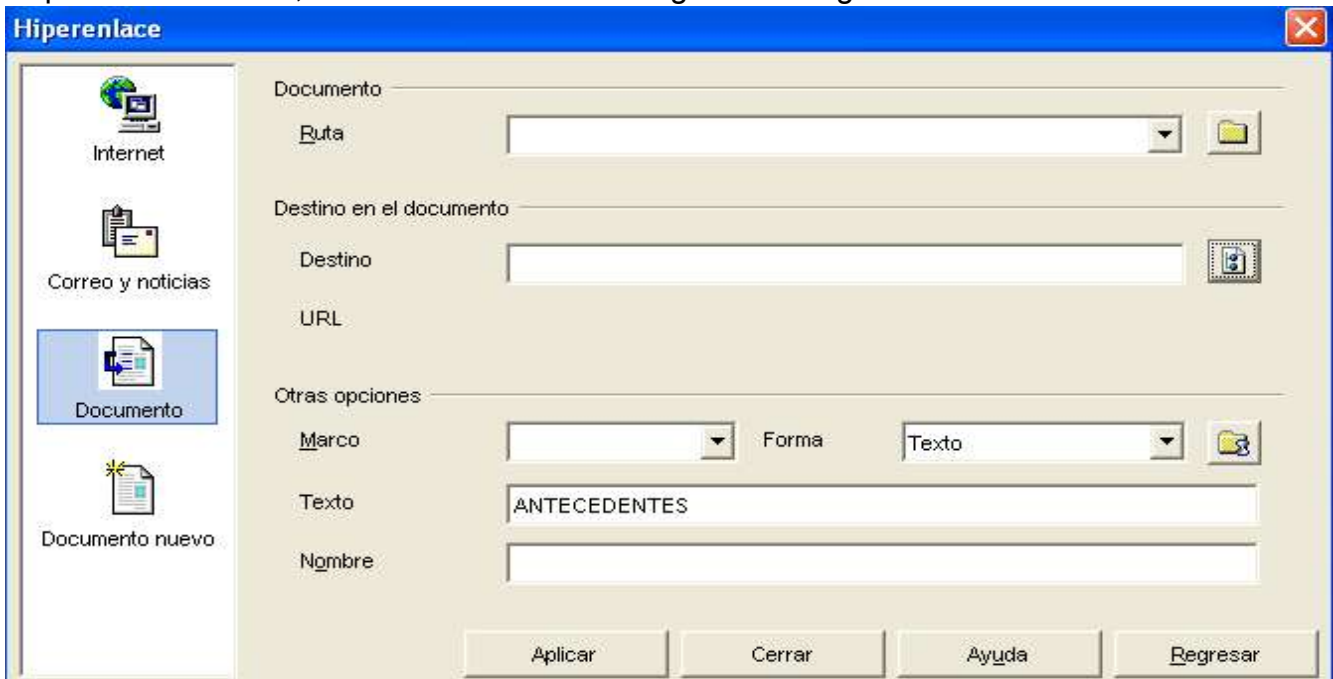 Hiperenlace
Internet
Correo y noticias
Documento
Documento nuevo
Documento
Ruta
Destino en el documento
Destino
URL
Otras opciones
Marco
Forma
Texto
Texto
ANTECEDENTES
Nombre
Aplicar
Cerrar
Ayuda
Regresar